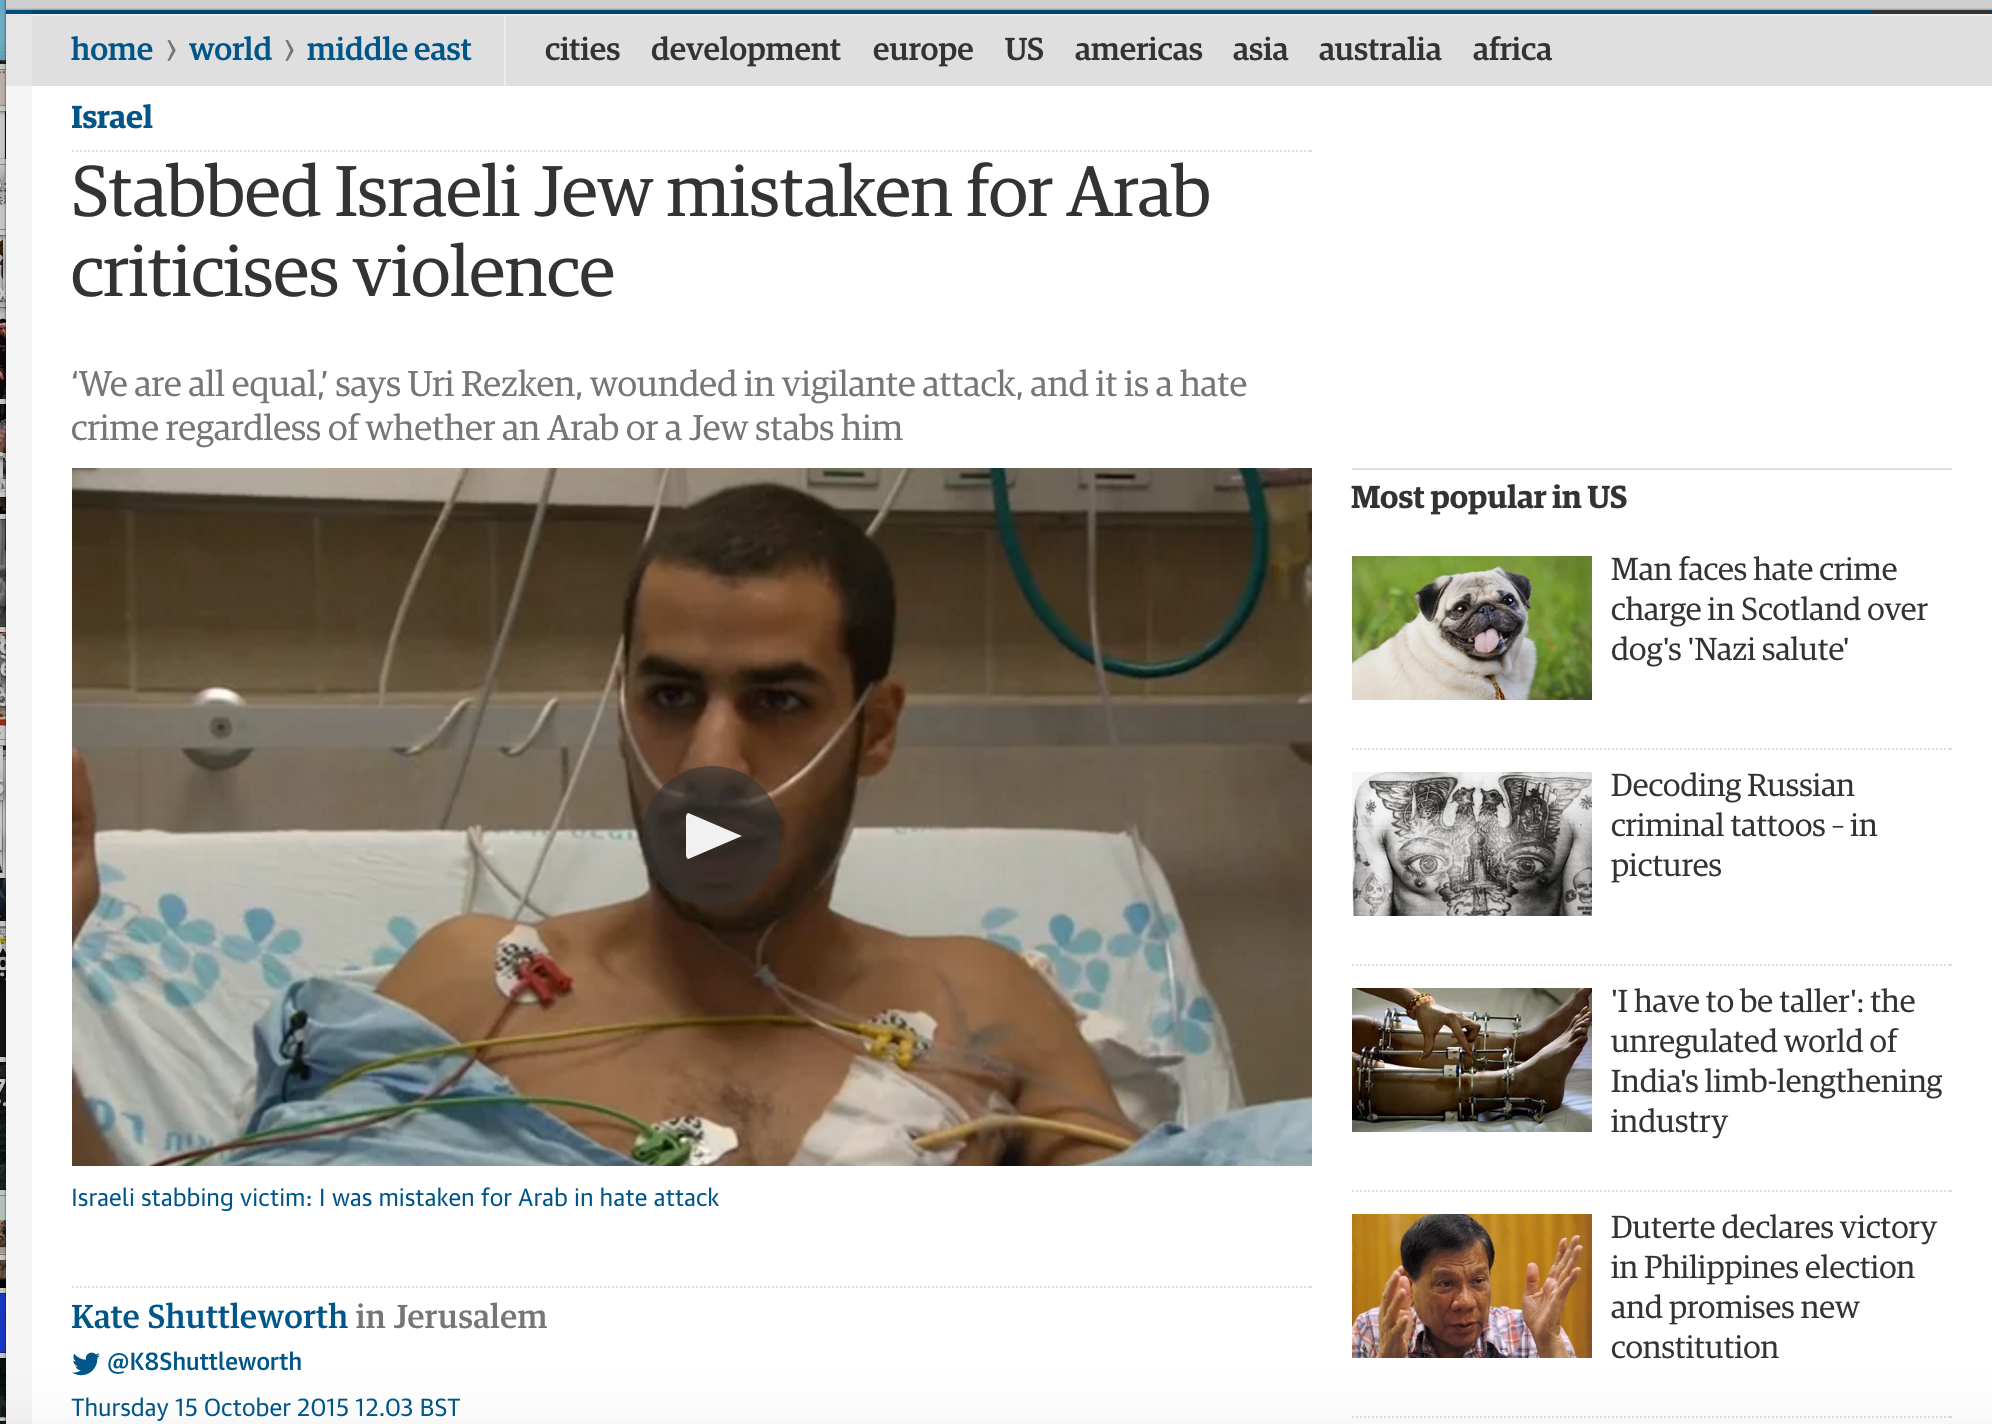 home › world › middle east cities development europe US americas asia australia africa
Israel
Stabbed Israeli Jew mistaken for Arab
criticises violence
‘We are all equal,’ says Uri Rezken, wounded in vigilante attack, and it is a hate
crime regardless of whether an Arab or a Jew stabs him
Israeli stabbing victim: I was mistaken for Arab in hate attack
Kate Shuttleworth in Jerusalem
@K8Shuttleworth
Thursday 15 October 2015 12.03 BST
Most popular in US
Man faces hate crime
charge in Scotland over
dog's 'Nazi salute'
Decoding Russian
criminal tattoos – in
pictures
'I have to be taller': the
unregulated world of
India's limb-lengthening
industry
Duterte declares victory
in Philippines election
and promises new
constitution